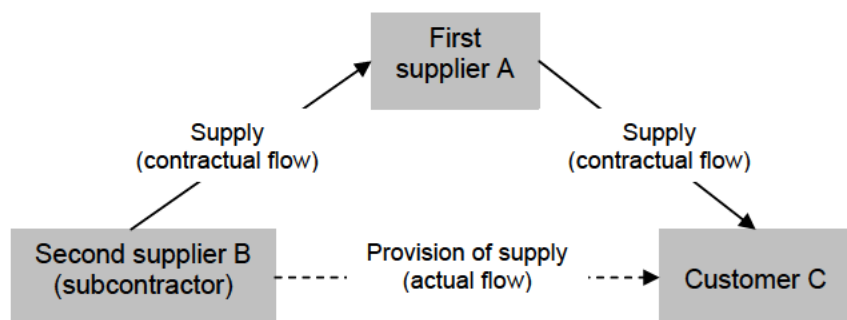 First
supplier A
Supply
(contractual flow)
Supply
(contractual flow)
Second supplier B
(subcontractor)
Provision of supply
(actual flow)
Customer C